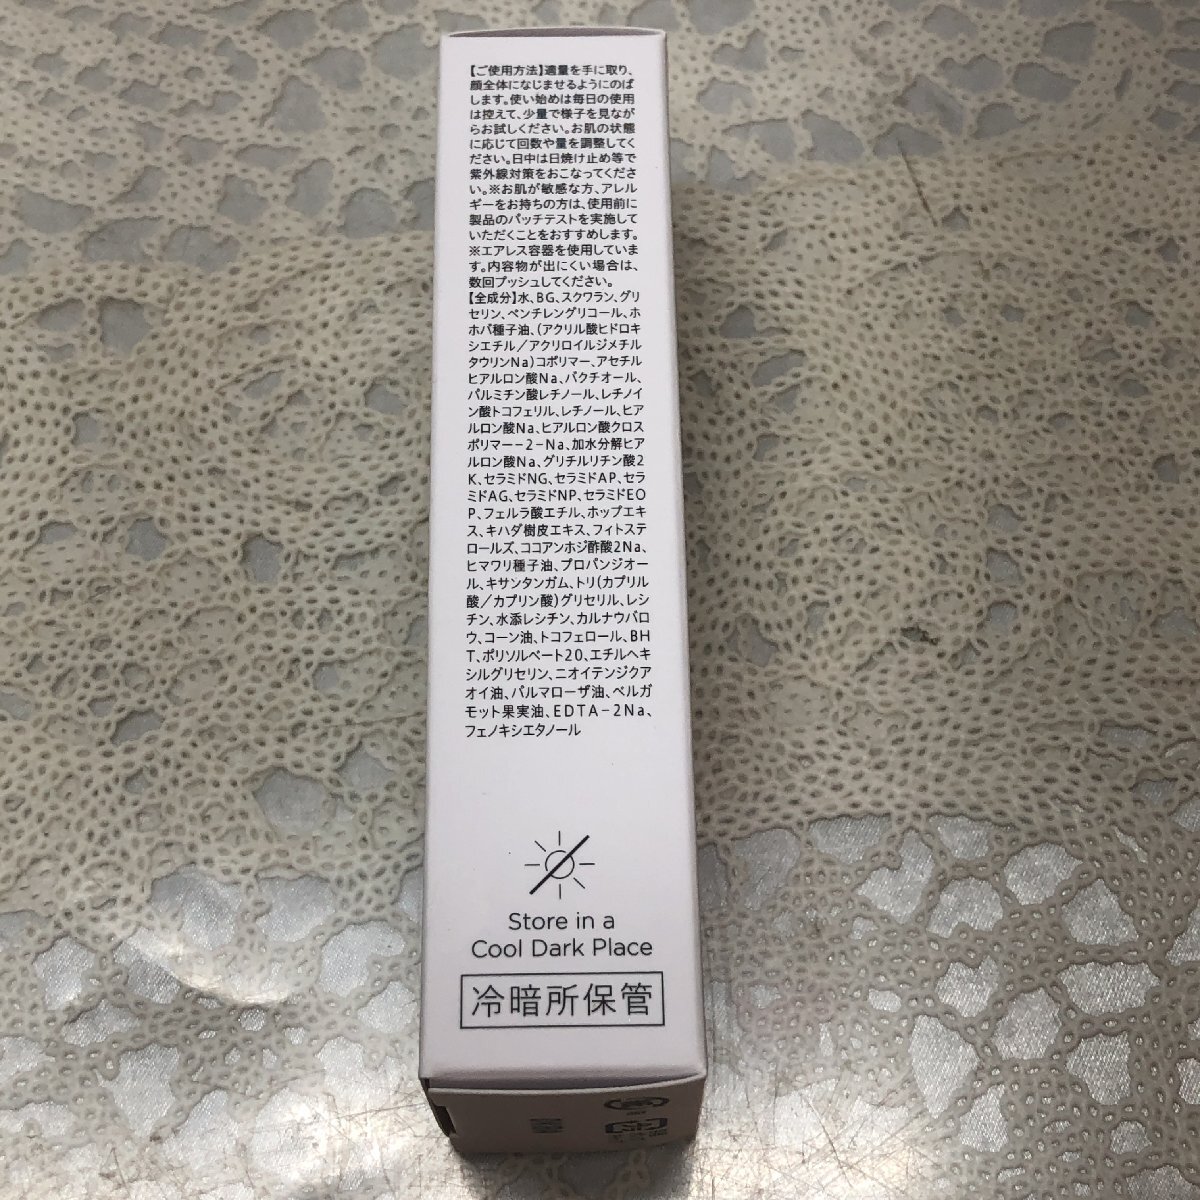 【ご使用方法】適量を手に取り、
顔全体になじませるようにのば
します。使い始めは毎日の使用
は控えて、少量で様子を見なが
らお試しください。お肌の状態
に応じて回数や量を調整してく
ださい。日中は日焼け止め等で
紫外線対策をおこなってくださ
い。※お肌が敏感な方、アレル
ギーをお持ちの方は、使用前に
製品のパッチテストを実施して
いただくことをおすすめします。
※エアレス容器を使用していま
す。内容物が出にくい場合は、
数回プッシュしてください。
【全成分】水、BG、スクワラン、グリ
セリン、ペンチレングリコール、ホ
ホバ種子油、(アクリル酸ヒドロキ
シエチル/アクリロイルジメチル
タウリンNa)コポリマー、アセチル
ヒアルロン酸Na、バクチオール、
パルミチン酸レチノール、レチノイ
ン酸トコフェリル、レチノール、ヒア
ルロン酸Na、ヒアルロン酸クロス
ポリマー-2-Na、加水分解ヒア
ルロン酸Na、グリチルリチン酸2
K、セラミドNG、セラミドAP、セラ
ミドAG、セラミドNP、セラミドEO
P、フェルラ酸エチル、ホップエキ
ス、キハダ樹皮エキス、フィトステ
ロールズ、ココアンホジ酢酸2Na、
ヒマワリ種子油、プロパンジオー
ル、キサンタンガム、トリ(カプリル
酸/カプリン酸)グリセリル、レシ
チン、水添レシチン、カルナウバロ
ウ、コーン油、トコフェロール、BH
T、ポリソルベート20、エチルヘキ
シルグリセリン、ニオイテンジクア
オイ油、パルマローザ油、ベルガ
モット果実油、EDTA-2Na、
フェノキシエタノール
Store in a
Cool Dark Place
冷暗所保管